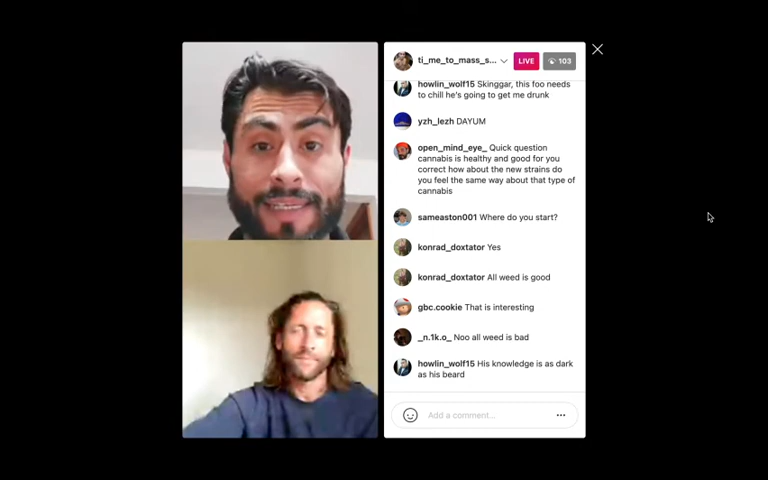 ti_me_to_mass_s...
LIVE
103
howlin_wolf15 Skinggar, this foo needs
to chill he's going to get me drunk
yzh_lezh DAYUM
open_mind_eye_ Quick question
cannabis is healthy and good for you
correct how about the new strains do
you feel the same way about that type of
cannabis
sameaston001 Where do you start?
konrad_doxtator Yes
konrad_doxtator All weed is good
gbc.cookie That is interesting
_n.1k.o_ Noo all weed is bad
howlin_wolf15 His knowledge is as dark
as his beard
Add a comment...